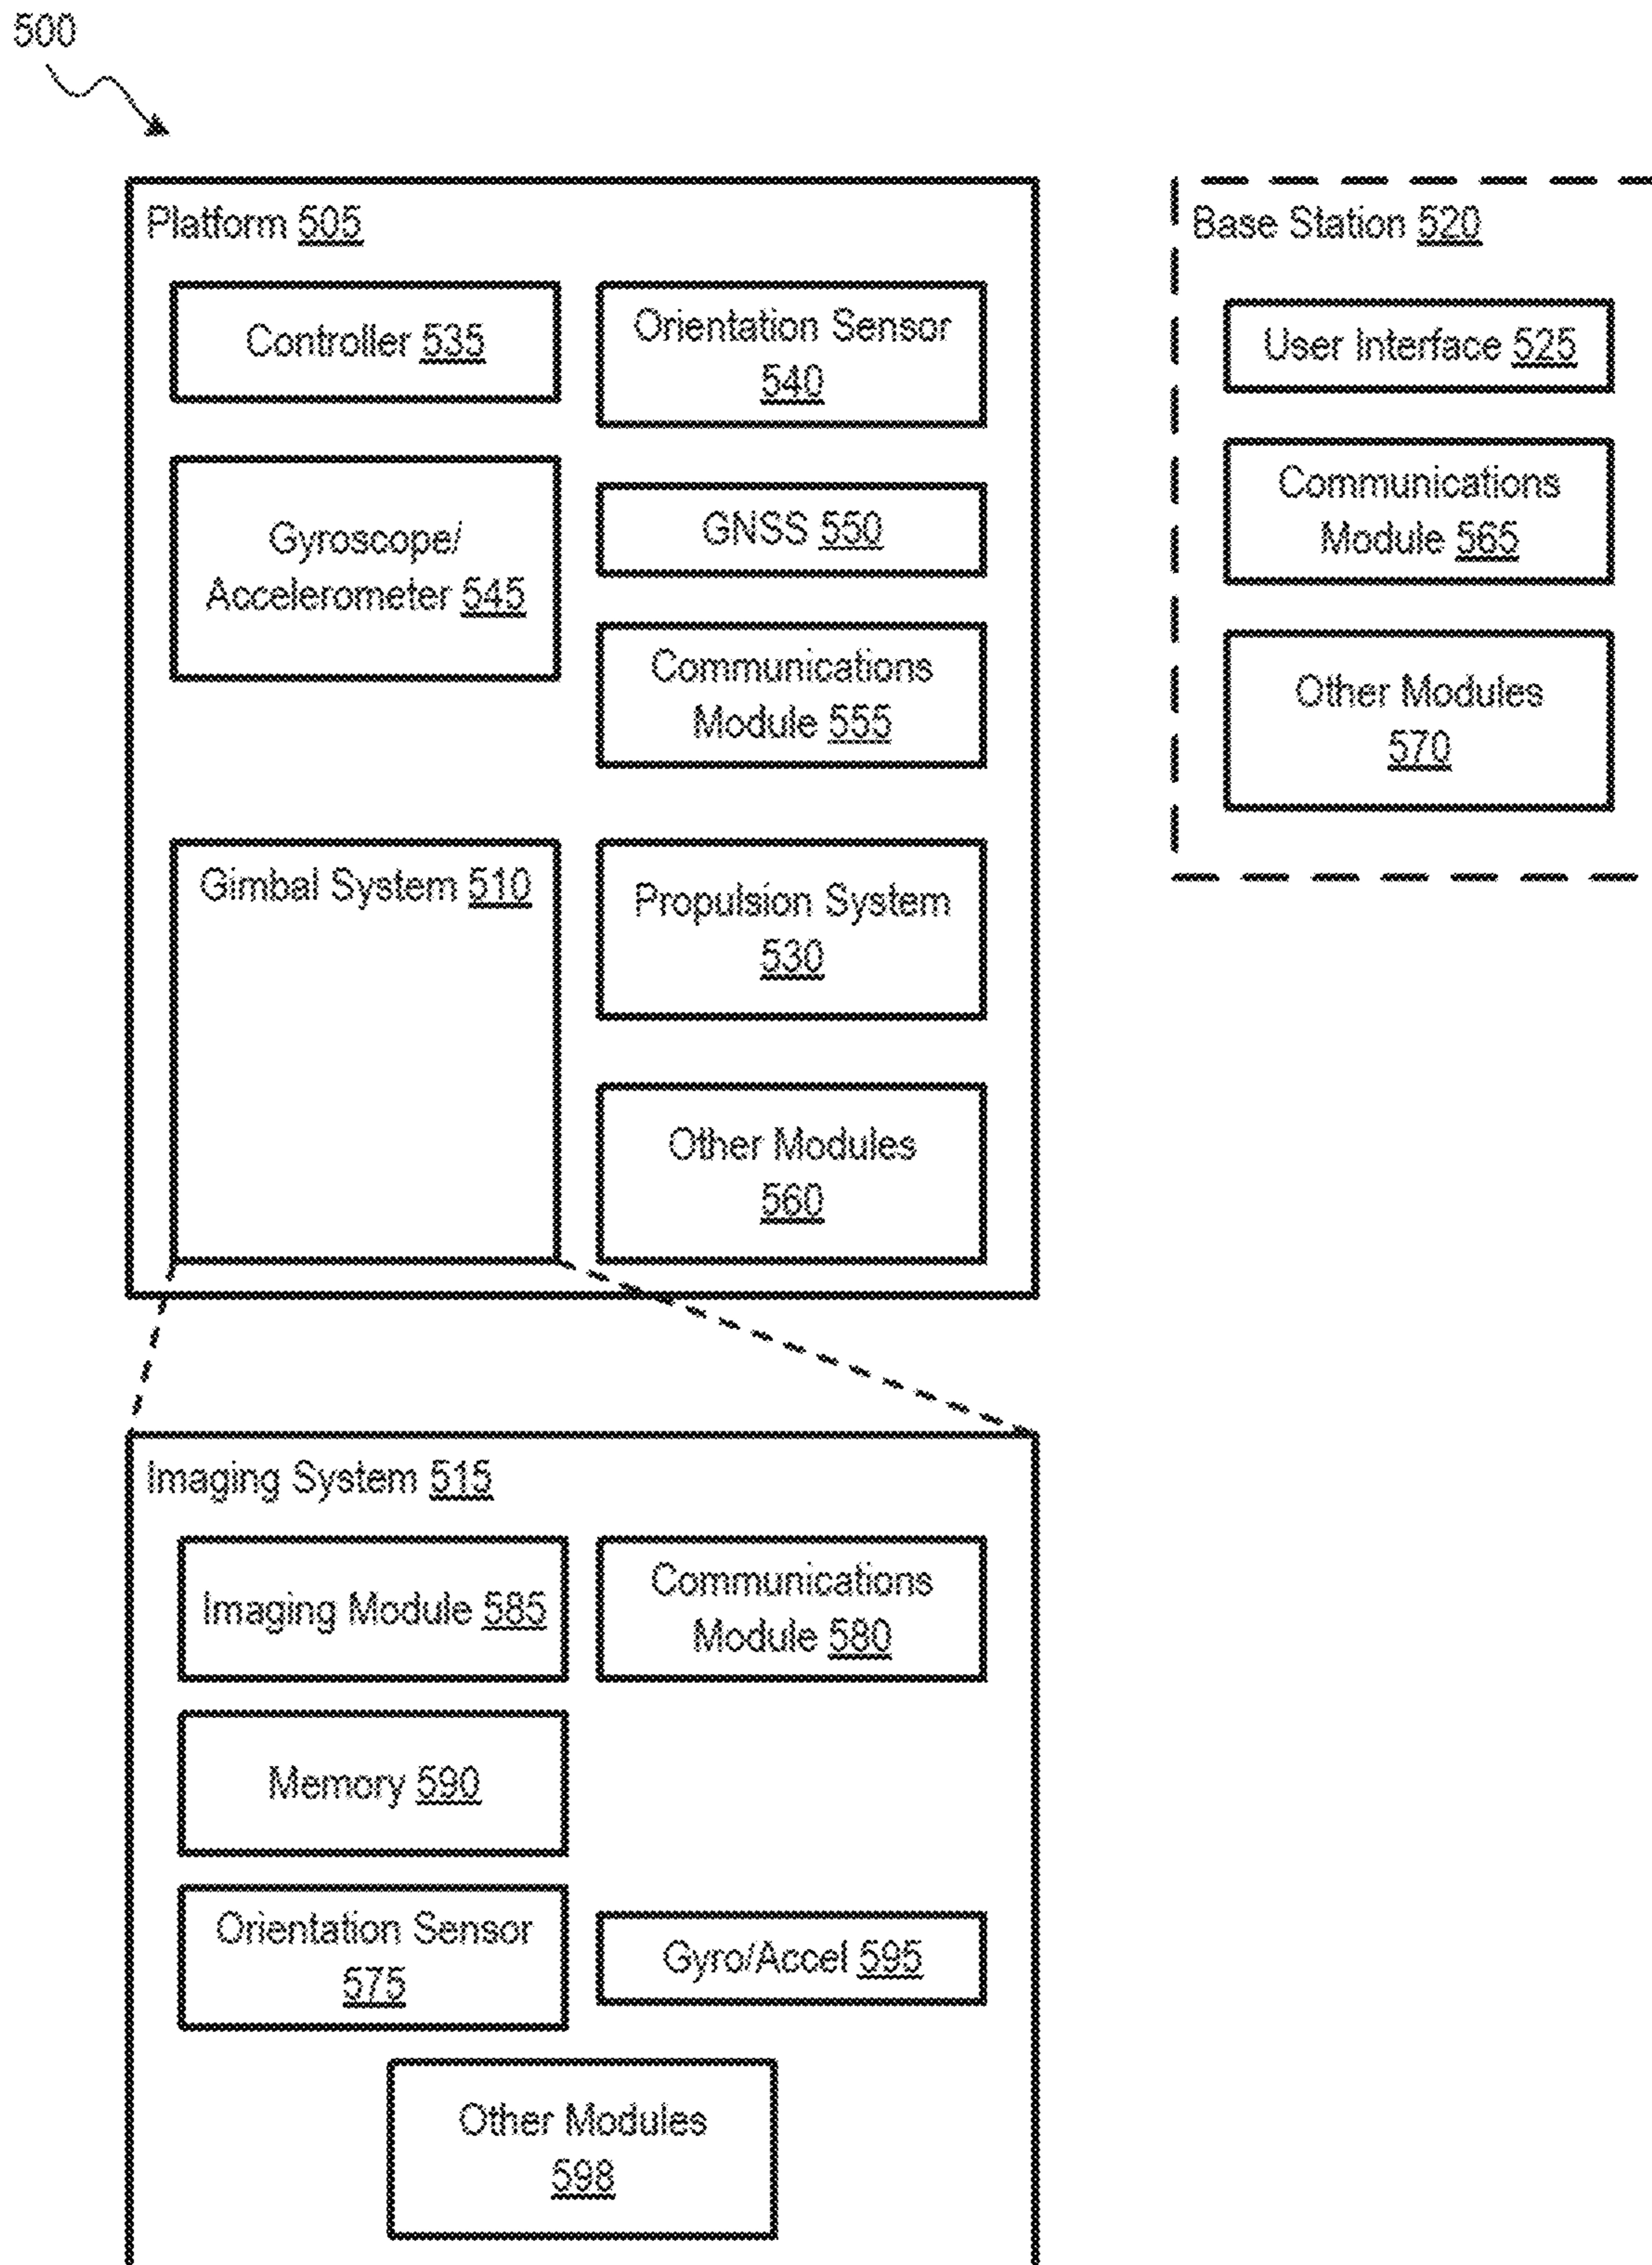 500
Platform 505
Controller 535
Orientation Sensor
540
Gyroscope/
Accelerometer 545
GNSS 550
Communications
Module 555
Gimbal System 510
Propulsion System
530
Other Modules
560
Base Station 520
User Interface 525
Communications
Module 565
Other Modules
570
Imaging System 515
Imaging Module 585
Communications
Module 580
Memory 590
Orientation Sensor
575
Gyro/Accel 595
Other Modules
598